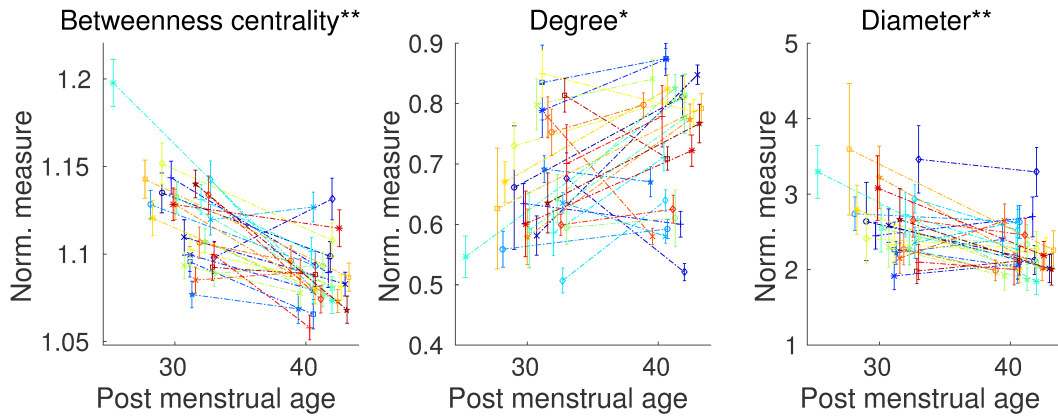 Betweenness centrality**
Norm. measure
1.2
1.15
1.1
1.05
30
40
Post menstrual age
Degree*
Norm. measure
0.9
0.8
0.7
0.6
0.5
0.4
30
40
Post menstrual age
Diameter**
Norm. measure
5
4
3
2
1
30
40
Post menstrual age